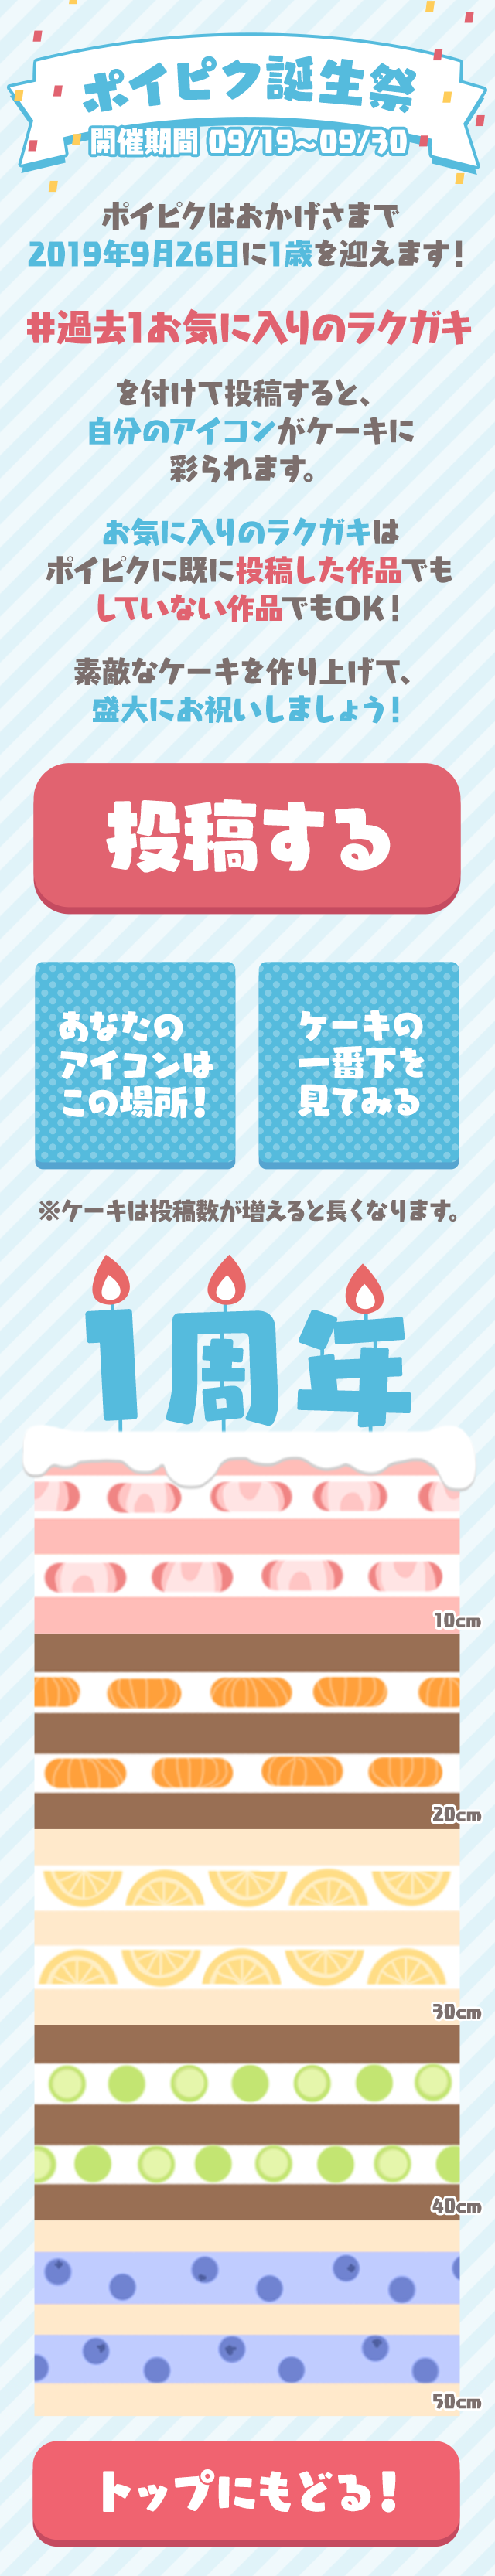 ポイピク誕生祭
開催期間 09/19～09/30
ポイピクはおかげさまで
2019年9月26日に1歳を迎えます！
#過去1お気に入りのラクガキ
を付けて投稿すると、
自分のアイコンがケーキに
彩られます。
お気に入りのラクガキは
ポイピクに既に投稿した作品でも
していない作品でもOK！
素敵なケーキを作り上げて、
盛大にお祝いしましょう！
投稿する
あなたの
アイコンは
この場所！
ケーキの
一番下を
見てみる
※ケーキは投稿数が増えると長くなります。
1周年
10cm
20cm
30cm
40cm
50cm
トップにもどる！